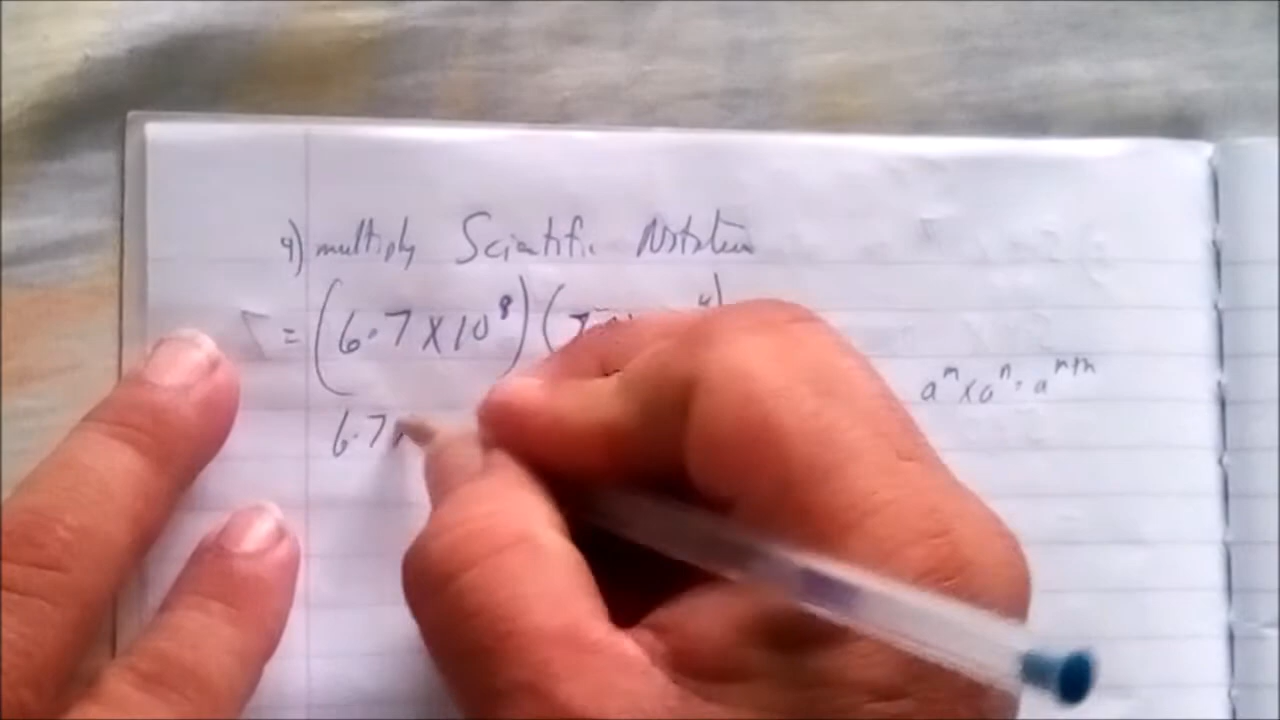 4) multiply Scientific Notation
= (6.7 X 10⁸) (
aᵐ X aⁿ = aⁿ⁺ᵐ
6.7